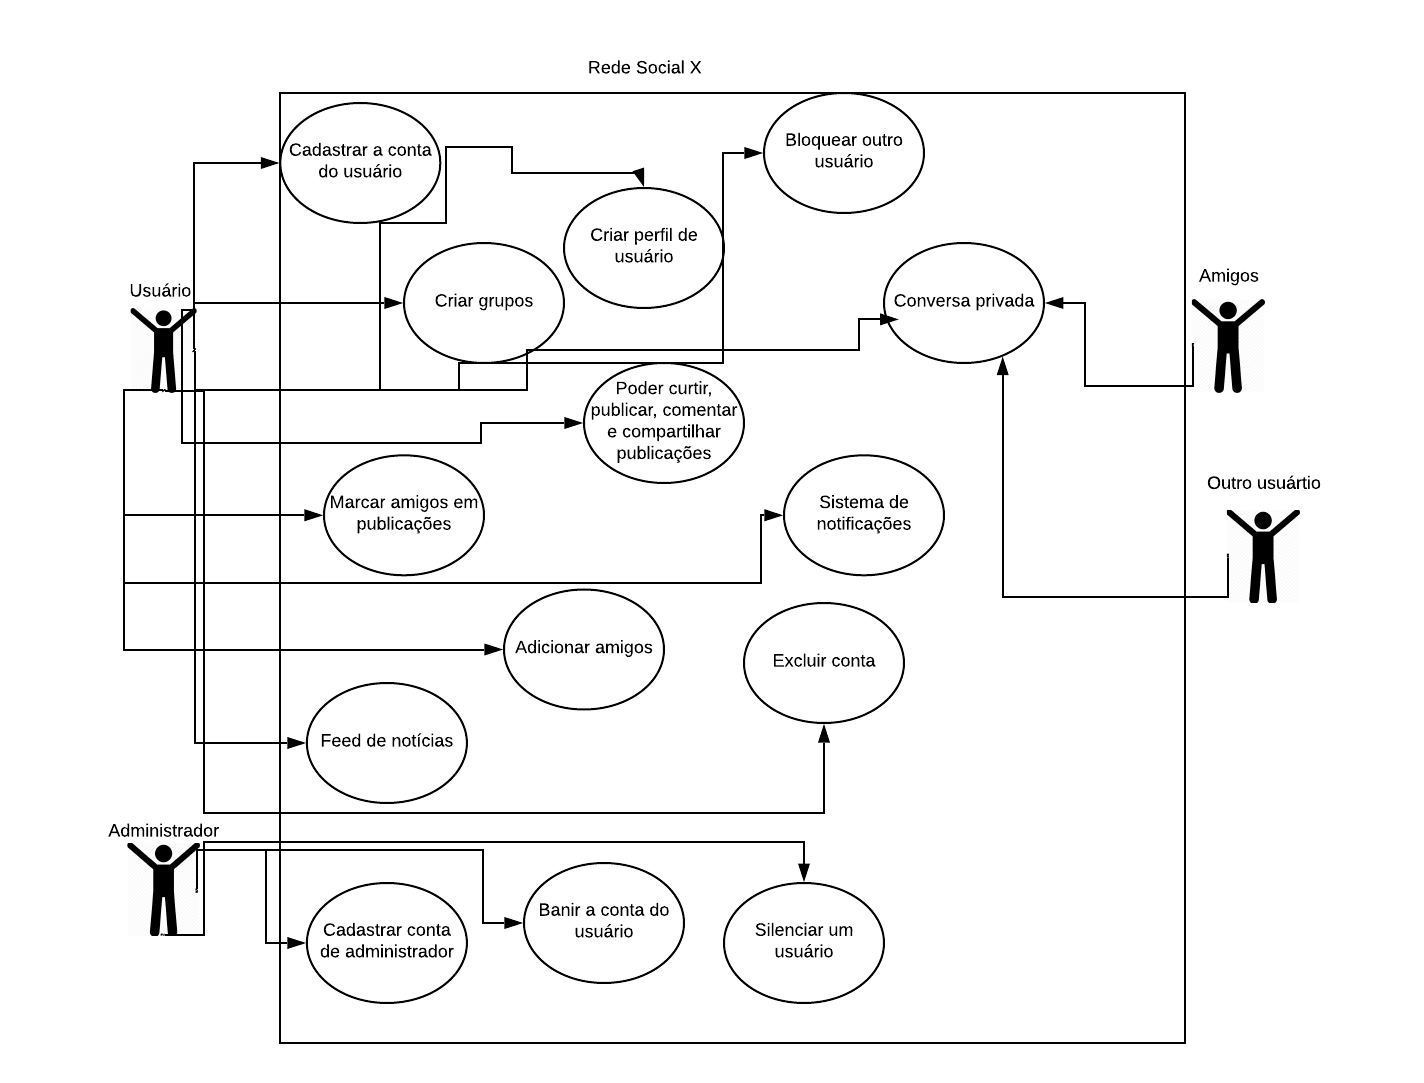 Rede Social X
Cadastrar a conta
do usuário
Bloquear outro
usuário
Criar perfil de
usuário
Usuário
Criar grupos
Conversa privada
Amigos
Poder curtir,
publicar, comentar
e compartilhar
publicações
Marcar amigos em
publicações
Sistema de
notificações
Outro usuártio
Adicionar amigos
Excluir conta
Feed de notícias
Administrador
Cadastrar conta
de administrador
Banir a conta do
usuário
Silenciar um
usuário